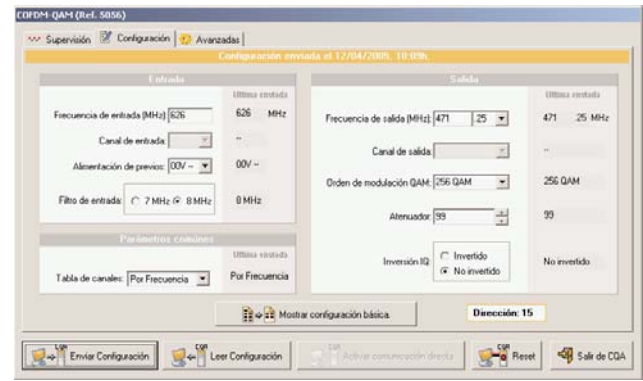 COFDM-QAM (Ref. 5056)
Supervisión Configuración Avanzadas
Configuración enviada el 12/04/2005, 10:09h.
Entrada
Última enviada
Frecuencia de entrada (MHz): 626 626 MHz
Canal de entrada: --
Alimentación de previos: 00V -- 00V --
Filtro de entrada: 7 MHz 8 MHz 8 MHz
Parámetros comunes
Última enviada
Tabla de canales: Por Frecuencia Por Frecuencia
Salida
Última enviada
Frecuencia de salida (MHz): 471 .25 471 .25 MHz
Canal de salida: --
Orden de modulación QAM: 256 QAM 256 QAM
Atenuador: 99 99
Inversión IQ: Invertido
No invertido No invertido
Mostrar configuración básica Dirección: 15
CQA Enviar Configuración CQA Leer Configuración CQA Activar comunicación directa CQA Reset Salir de CQA